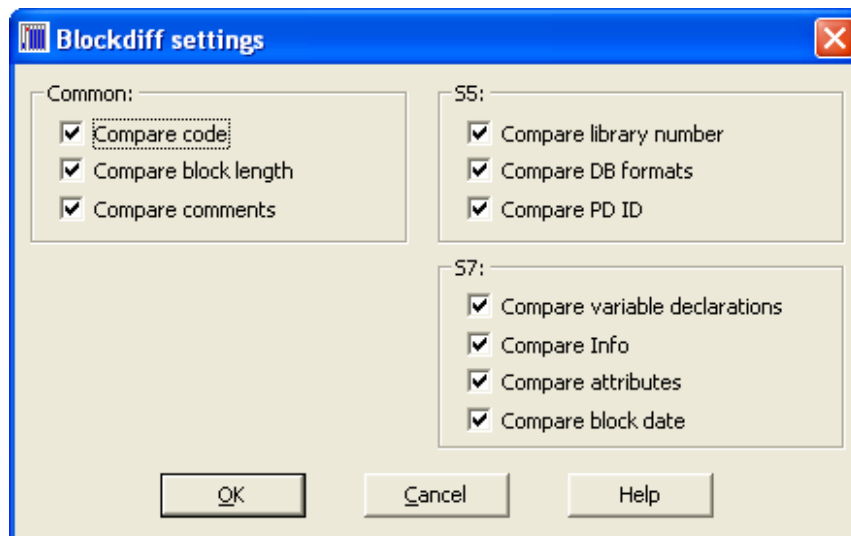 Blockdiff settings
Common:
Compare code
Compare block length
Compare comments
S5:
Compare library number
Compare DB formats
Compare PD ID
S7:
Compare variable declarations
Compare Info
Compare attributes
Compare block date
OK
Cancel
Help